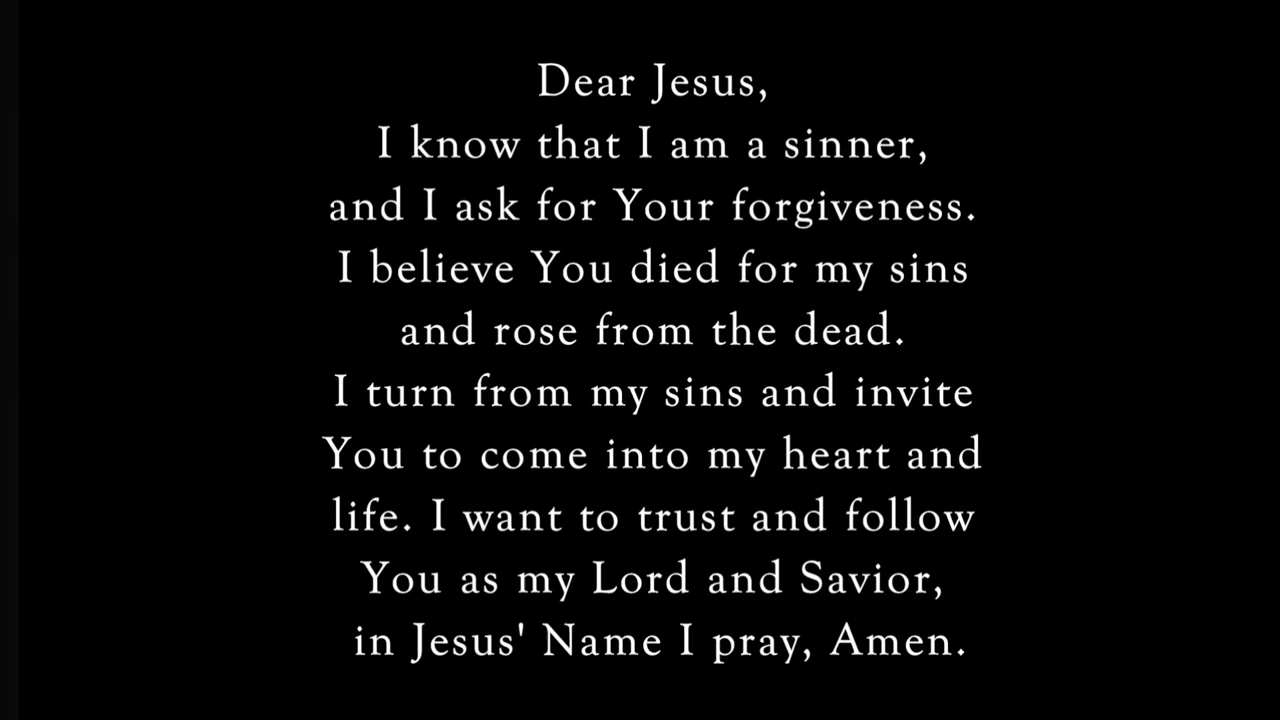 Dear Jesus,
I know that I am a sinner,
and I ask for Your forgiveness.
I believe You died for my sins
and rose from the dead.
I turn from my sins and invite
You to come into my heart and
life. I want to trust and follow
You as my Lord and Savior,
in Jesus' Name I pray, Amen.